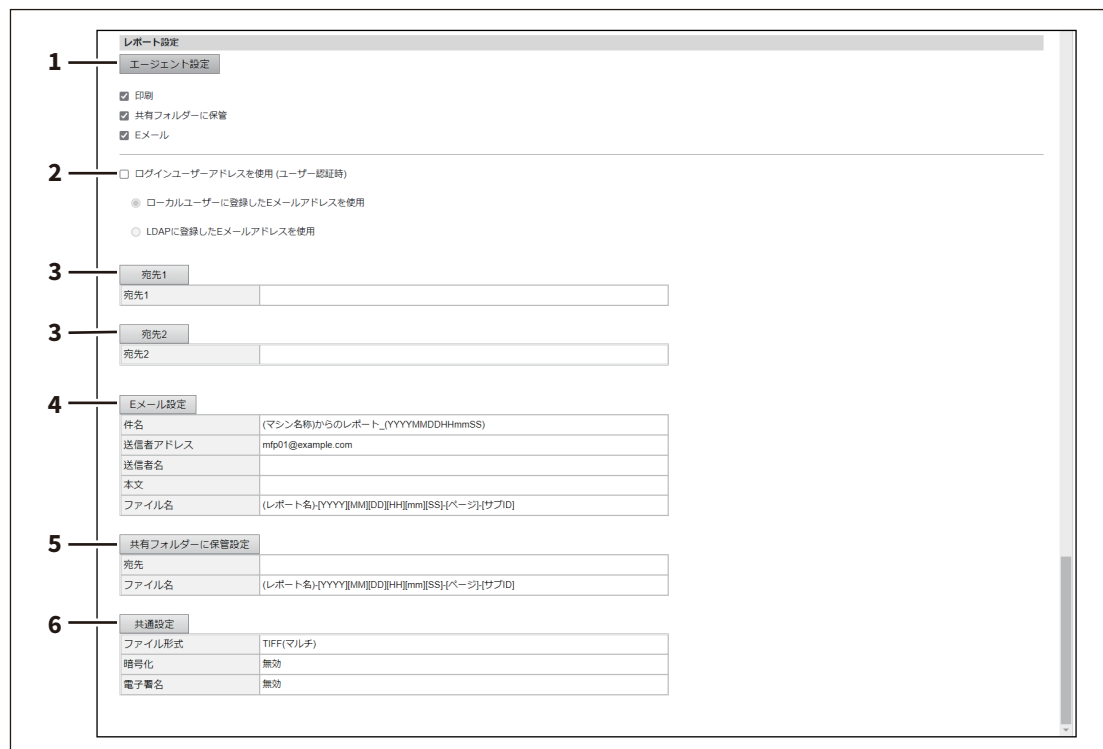 レポート設定
1 エージェント設定
印刷
共有フォルダーに保管
Eメール
2 ログインユーザーアドレスを使用 (ユーザー認証時)
ローカルユーザーに登録したEメールアドレスを使用
LDAPに登録したEメールアドレスを使用
3 宛先1
宛先1
3 宛先2
宛先2
4 Eメール設定
件名 (マシン名称)からのレポート_(YYYYMMDDHHmmSS)
送信者アドレス mfp01@example.com
送信者名
本文
ファイル名 (レポート名)-[YYYY][MM][DD][HH][mm][SS]-[ページ]-[サブID]
5 共有フォルダーに保管設定
宛先
ファイル名 (レポート名)-[YYYY][MM][DD][HH][mm][SS]-[ページ]-[サブID]
6 共通設定
ファイル形式 TIFF(マルチ)
暗号化 無効
電子署名 無効